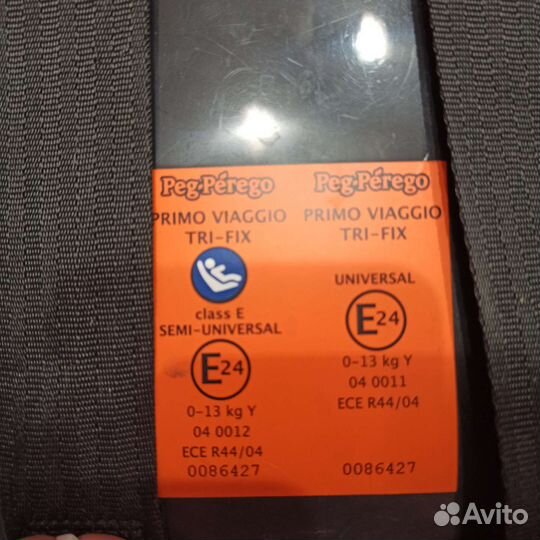 Peg-Pérego
PRIMO VIAGGIO
TRI-FIX
class E
SEMI-UNIVERSAL
E24
0-13 kg Y
04 0012
ECE R44/04
0086427
Peg-Pérego
PRIMO VIAGGIO
TRI-FIX
UNIVERSAL
E24
0-13 kg Y
04 0011
ECE R44/04
0086427
Avito